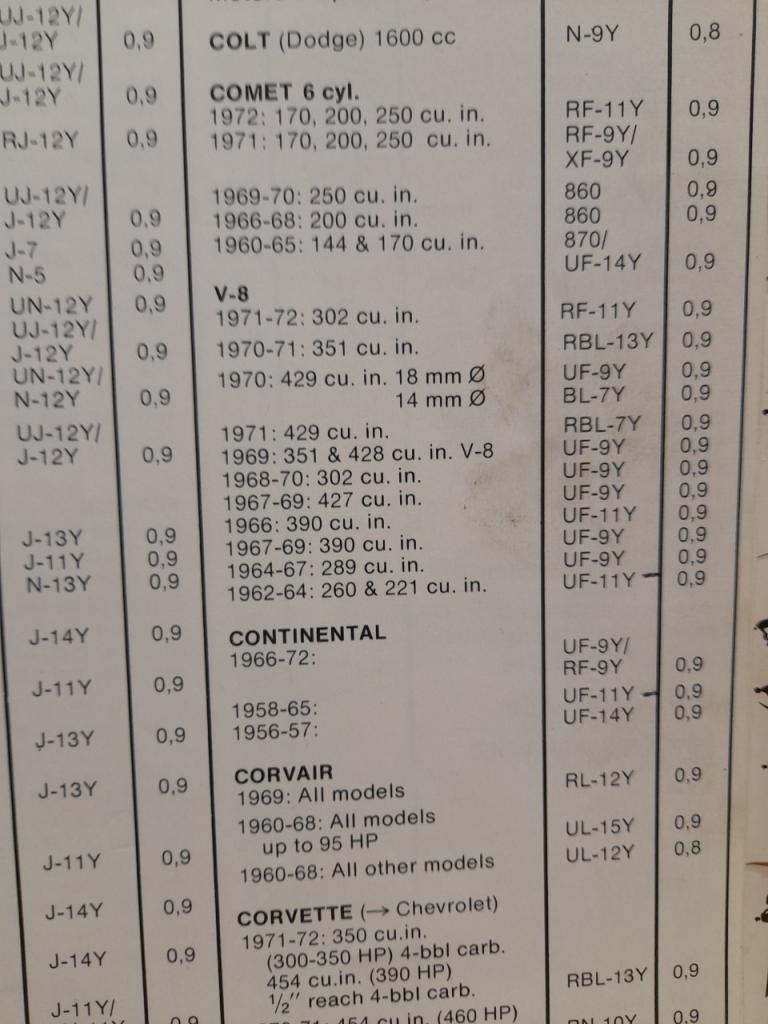 UJ-12Y/
J-12Y 0,9 COLT (Dodge) 1600 cc N-9Y 0,8
UJ-12Y/
J-12Y 0,9 COMET 6 cyl.
1972: 170, 200, 250 cu. in. RF-11Y 0,9
RJ-12Y 0,9 1971: 170, 200, 250 cu. in. RF-9Y/
XF-9Y 0,9
UJ-12Y/ 1969-70: 250 cu. in. 860 0,9
J-12Y 0,9 1966-68: 200 cu. in. 860 0,9
J-7 0,9 1960-65: 144 & 170 cu. in. 870/
N-5 0,9 UF-14Y 0,9
V-8
UN-12Y 0,9 1971-72: 302 cu. in. RF-11Y 0,9
UJ-12Y/
J-12Y 0,9 1970-71: 351 cu. in. RBL-13Y 0,9
UN-12Y/ 1970: 429 cu. in. 18 mm Ø UF-9Y 0,9
N-12Y 0,9 14 mm Ø BL-7Y 0,9
UJ-12Y/ 1971: 429 cu. in. RBL-7Y 0,9
J-12Y 0,9 1969: 351 & 428 cu. in. V-8 UF-9Y 0,9
1968-70: 302 cu. in. UF-9Y 0,9
1967-69: 427 cu. in. UF-9Y 0,9
1966: 390 cu. in. UF-11Y 0,9
J-13Y 0,9 1967-69: 390 cu. in. UF-9Y 0,9
J-11Y 0,9 1964-67: 289 cu. in. UF-9Y 0,9
N-13Y 0,9 1962-64: 260 & 221 cu. in. UF-11Y 0,9
J-14Y 0,9 CONTINENTAL
1966-72: UF-9Y/
RF-9Y 0,9
J-11Y 0,9 1958-65: UF-11Y 0,9
1956-57: UF-14Y 0,9
J-13Y 0,9
CORVAIR
J-13Y 0,9 1969: All models RL-12Y 0,9
1960-68: All models
up to 95 HP UL-15Y 0,9
J-11Y 0,9 1960-68: All other models UL-12Y 0,8
J-14Y 0,9 CORVETTE (→ Chevrolet)
1971-72: 350 cu.in.
J-14Y 0,9 (300-350 HP) 4-bbl carb.
454 cu.in. (390 HP)
½" reach 4-bbl carb. RBL-13Y 0,9
J-11Y/ 0,9 454 cu.in. (460 HP) RN-10Y 0,9